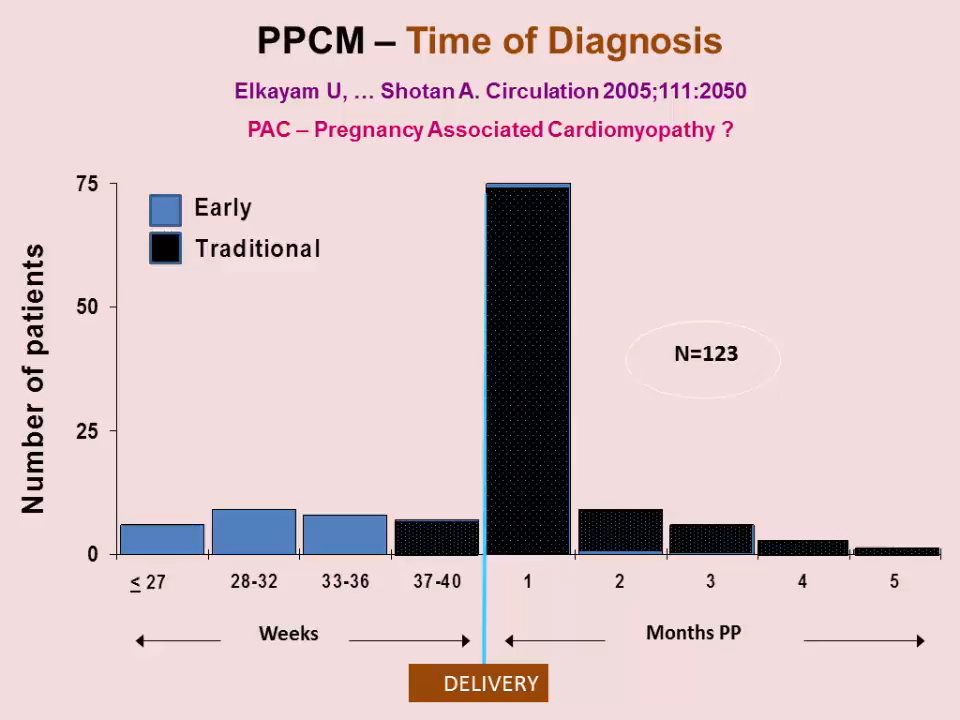 PPCM – Time of Diagnosis
Elkayam U, … Shotan A. Circulation 2005;111:2050
PAC – Pregnancy Associated Cardiomyopathy ?
Number of patients
75
50
25
0
Early
Traditional
N=123
≤ 27 28-32 33-36 37-40 1 2 3 4 5
Weeks Months PP
DELIVERY